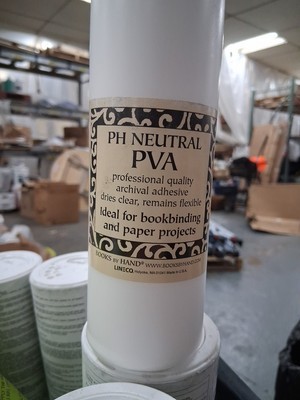 PH NEUTRAL
PVA
professional quality
archival adhesive
dries clear, remains flexible
Ideal for bookbinding
and paper projects
BOOKS BY HAND®
LINECO,